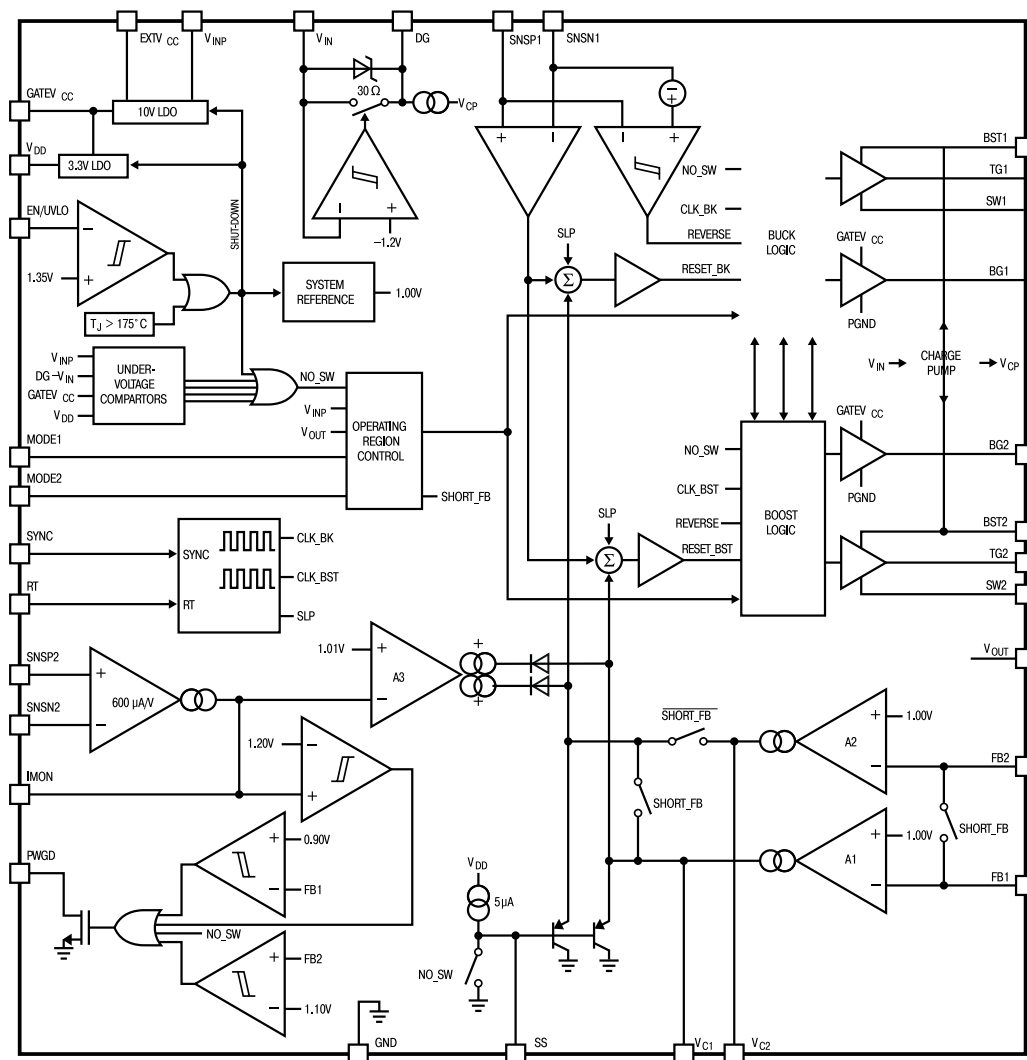 EXTV CC
V INP
V IN
DG
SNSP1
SNSN1
GATEV CC
10V LDO
30Ω
V CP
V DD
3.3V LDO
EN/UVLO
1.35V
SHUT-DOWN
−1.2V
T J > 175°C
SYSTEM
REFERENCE
1.00V
SLP
Σ
RESET_BK
NO_SW
CLK_BK
REVERSE
BUCK
LOGIC
BST1
TG1
SW1
GATEV CC
BG1
PGND
V IN
CHARGE
PUMP
V CP
V INP
DG−V IN
GATEV CC
V DD
UNDER-
VOLTAGE
COMPARTORS
NO_SW
V INP
V OUT
OPERATING
REGION
CONTROL
SHORT_FB
MODE1
MODE2
GATEV CC
BG2
PGND
NO_SW
CLK_BST
REVERSE
BOOST
LOGIC
SLP
Σ
RESET_BST
BST2
TG2
SW2
SYNC
SYNC
CLK_BK
CLK_BST
RT
RT
SLP
V OUT
SNSP2
SNSN2
600 µA/V
1.01V
A3
IMON
1.20V
SHORT_FB
A2
1.00V
FB2
SHORT_FB
SHORT_FB
A1
1.00V
FB1
PWGD
0.90V
FB1
NO_SW
FB2
1.10V
V DD
5µA
NO_SW
GND
SS
V C1
V C2